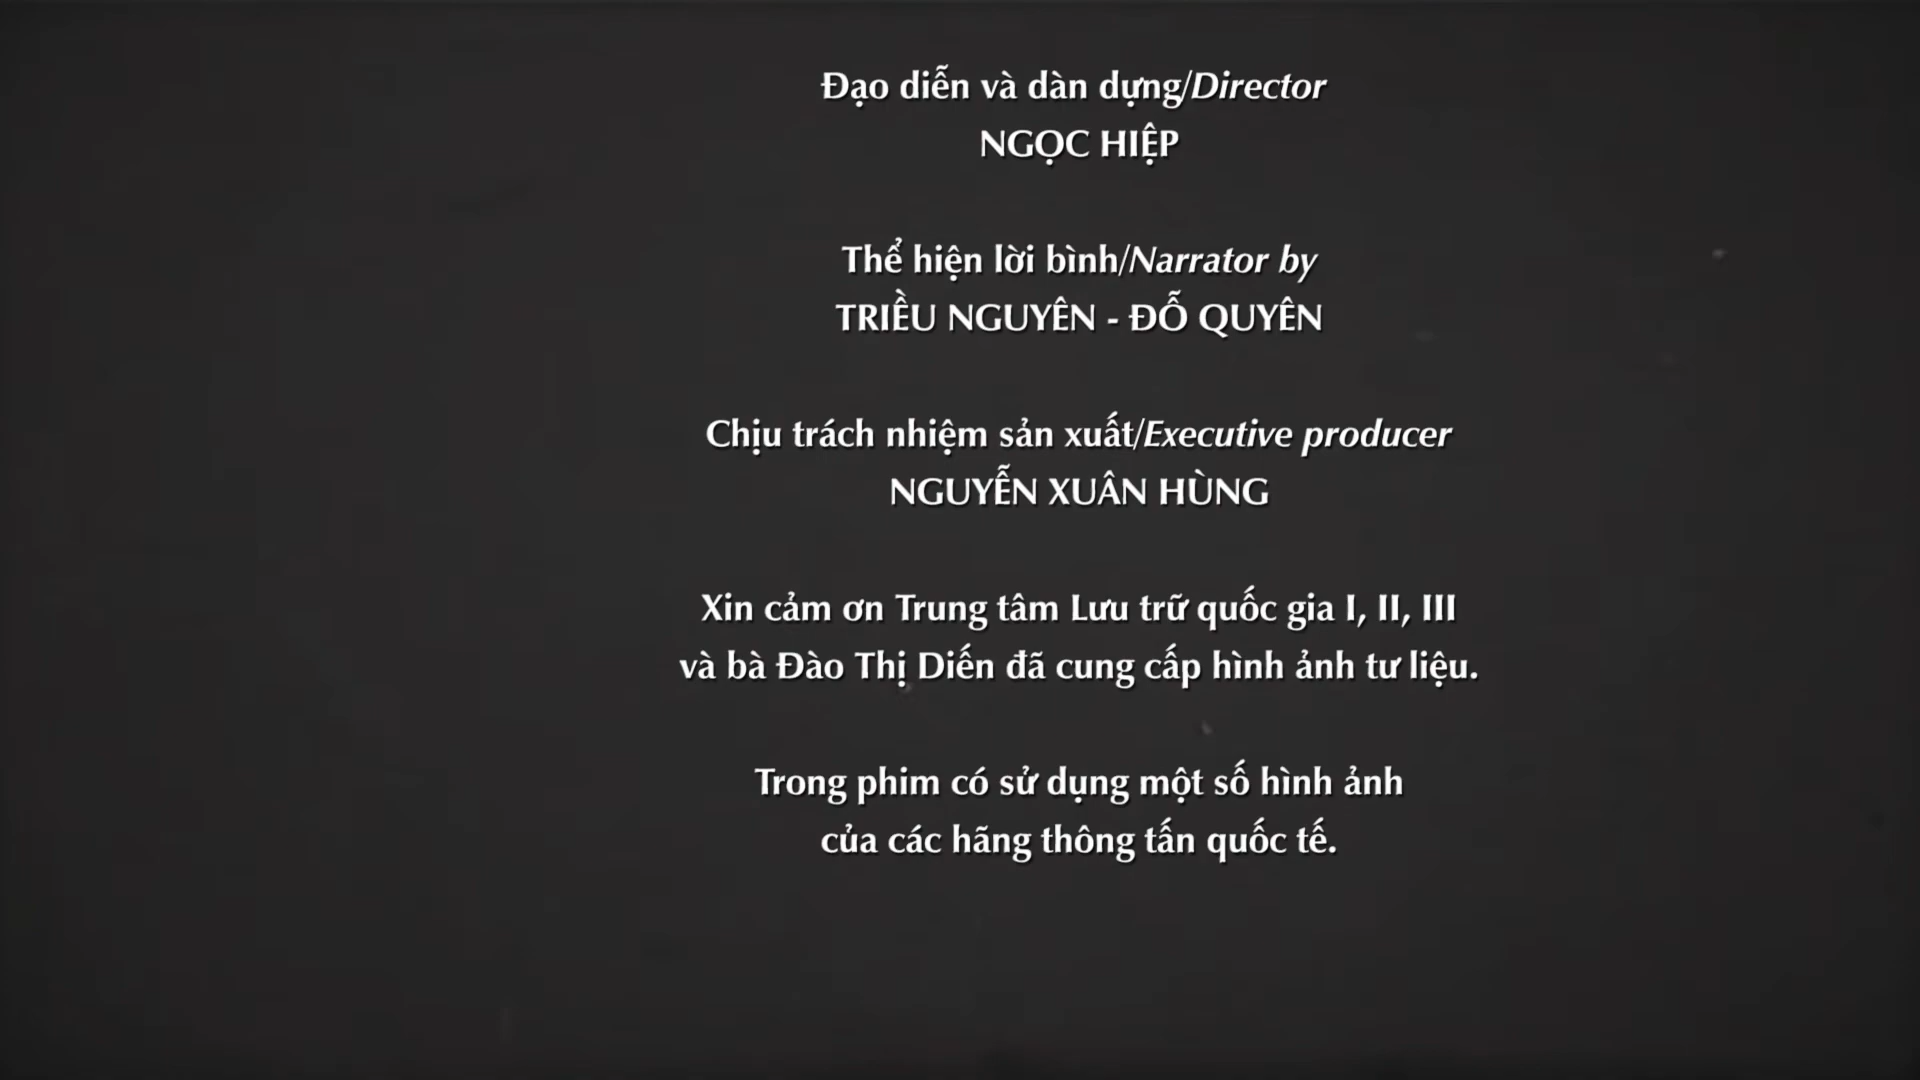 Đạo diễn và dàn dựng/Director
NGỌC HIỆP
Thể hiện lời bình/Narrator by
TRIỀU NGUYÊN - ĐỖ QUYÊN
Chịu trách nhiệm sản xuất/Executive producer
NGUYỄN XUÂN HÙNG
Xin cảm ơn Trung tâm Lưu trữ quốc gia I, II, III
và bà Đào Thị Diến đã cung cấp hình ảnh tư liệu.
Trong phim có sử dụng một số hình ảnh
của các hãng thông tấn quốc tế.